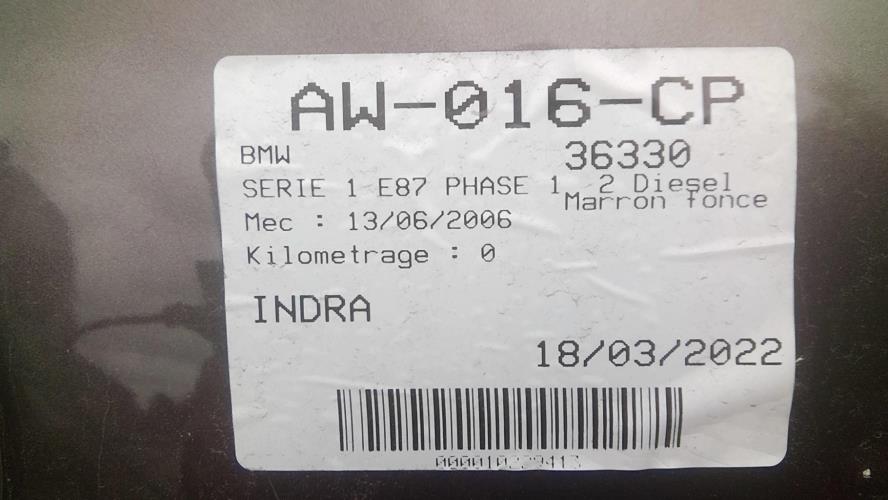 AW-016-CP
BMW 36330
SERIE 1 E87 PHASE 1 2 Diesel
Marron fonce
Mec : 13/06/2006
Kilometrage : 0
INDRA
18/03/2022
000010229413